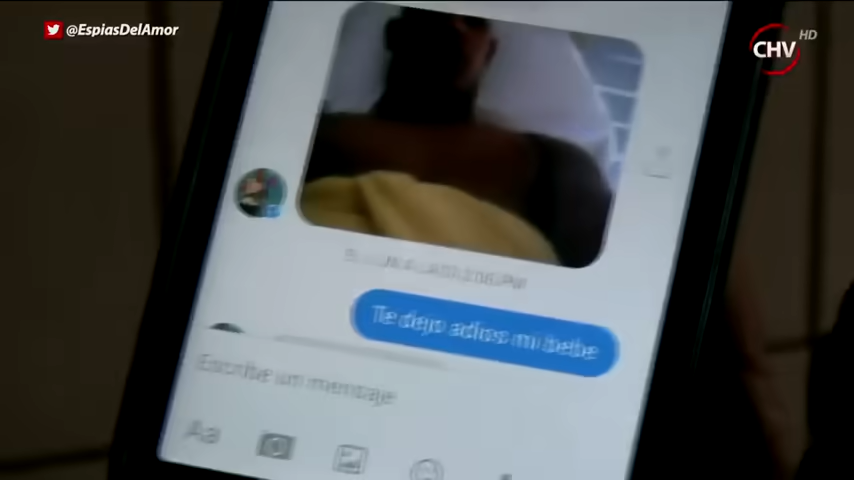 @EspiasDelAmor
CHV HD
Te dejo adios mi bebe
Escribe un mensaje
Aa